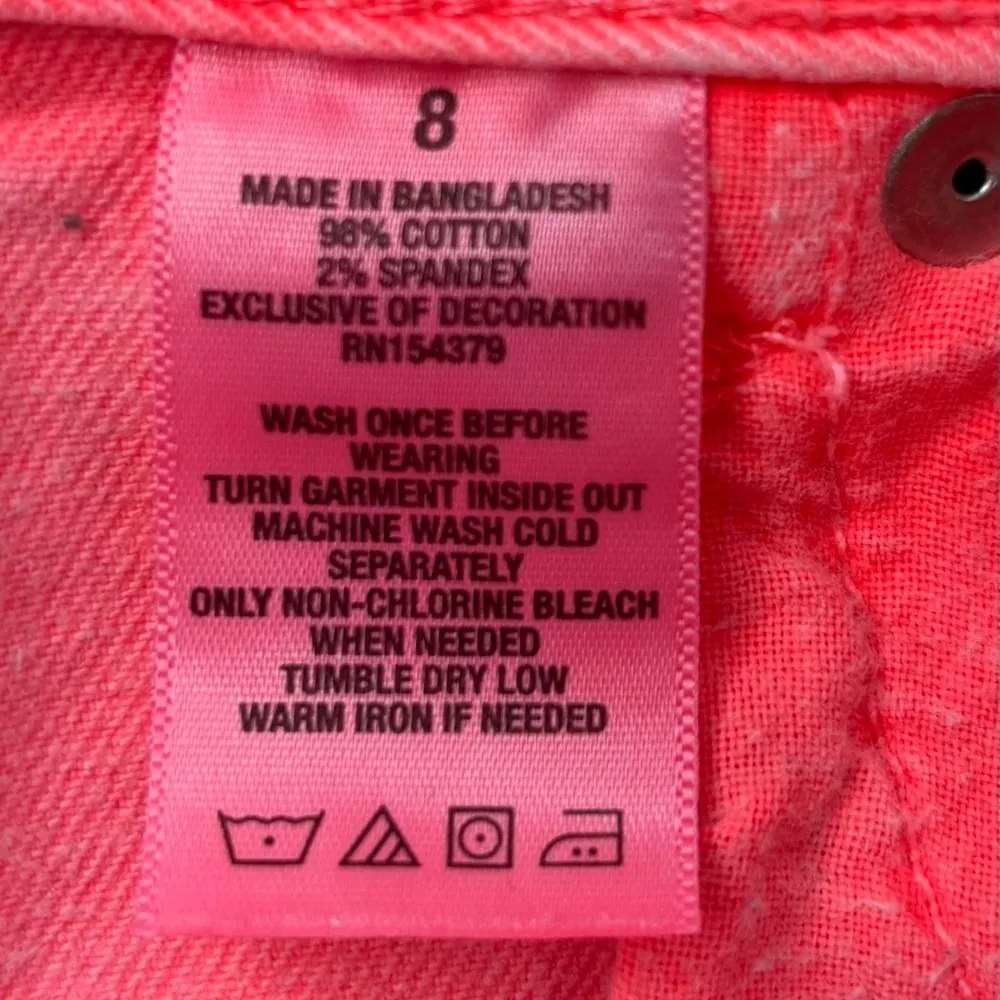 8
MADE IN BANGLADESH
98% COTTON
2% SPANDEX
EXCLUSIVE OF DECORATION
RN154379
WASH ONCE BEFORE
WEARING
TURN GARMENT INSIDE OUT
MACHINE WASH COLD
SEPARATELY
ONLY NON-CHLORINE BLEACH
WHEN NEEDED
TUMBLE DRY LOW
WARM IRON IF NEEDED